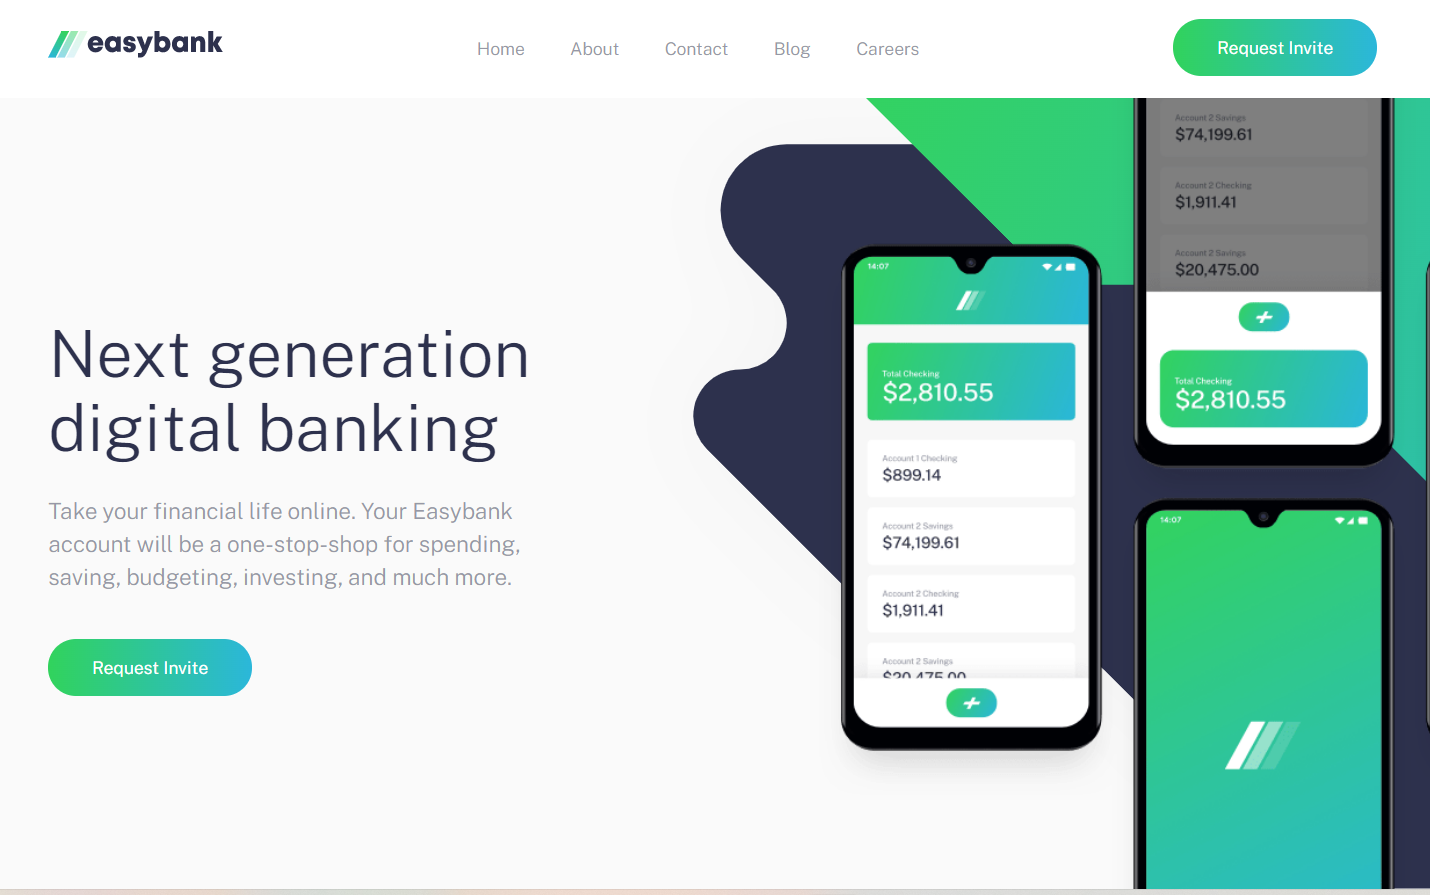 easybank
Home
About
Contact
Blog
Careers
Request Invite
Next generation
digital banking
Take your financial life online. Your Easybank
account will be a one-stop-shop for spending,
saving, budgeting, investing, and much more.
Request Invite
14:07
Total Checking
$2,810.55
Account 1 Checking
$899.14
Account 2 Savings
$74,199.61
Account 2 Checking
$1,911.41
Account 2 Savings
$20,475.00
Account 2 Savings
$74,199.61
Account 2 Checking
$1,911.41
Account 2 Savings
$20,475.00
Total Checking
$2,810.55
14:07